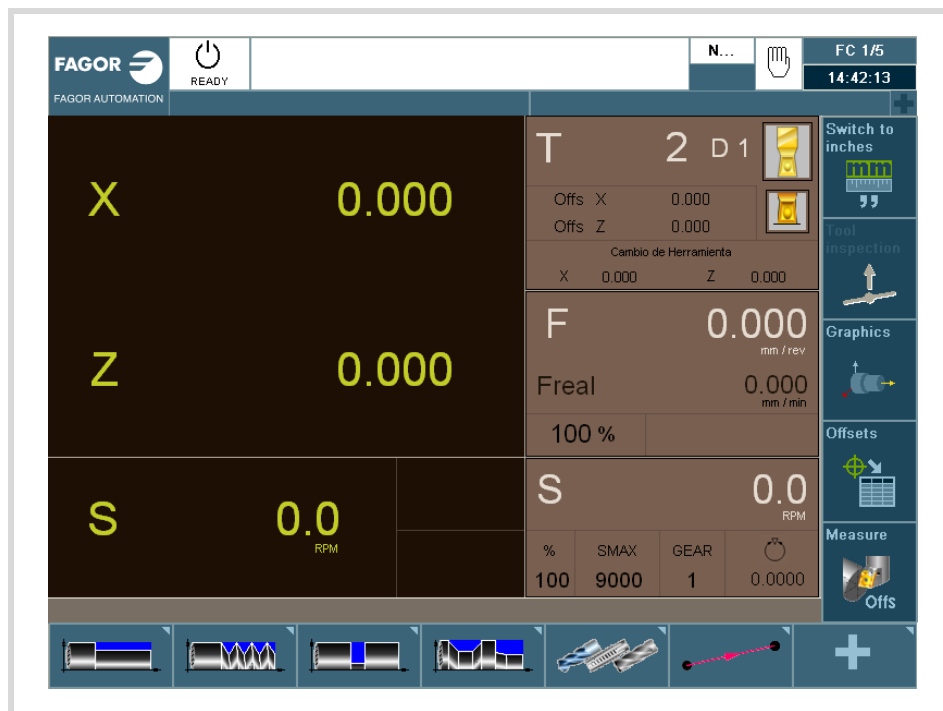 FAGOR
READY
N...
FC 1/5
14:42:13
FAGOR AUTOMATION
X 0.000
Z 0.000
S 0.0
RPM
T 2 D 1
Offs X 0.000
Offs Z 0.000
Cambio de Herramienta
X 0.000 Z 0.000
F 0.000
mm / rev
Freal 0.000
mm / min
100 %
S 0.0
RPM
% SMAX GEAR
100 9000 1 0.0000
Switch to
inches
mm
"
Tool
inspection
Graphics
Offsets
Measure
Offs